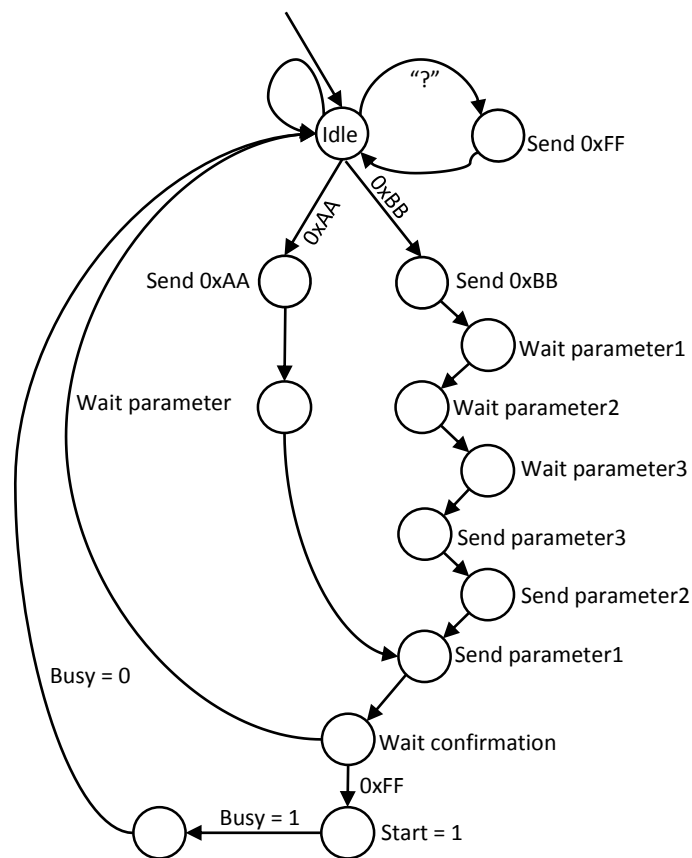 “?”
Idle
Send 0xFF
0xAA
0xBB
Send 0xAA
Send 0xBB
Wait parameter1
Wait parameter
Wait parameter2
Wait parameter3
Send parameter3
Send parameter2
Send parameter1
Busy = 0
Wait confirmation
0xFF
Busy = 1
Start = 1